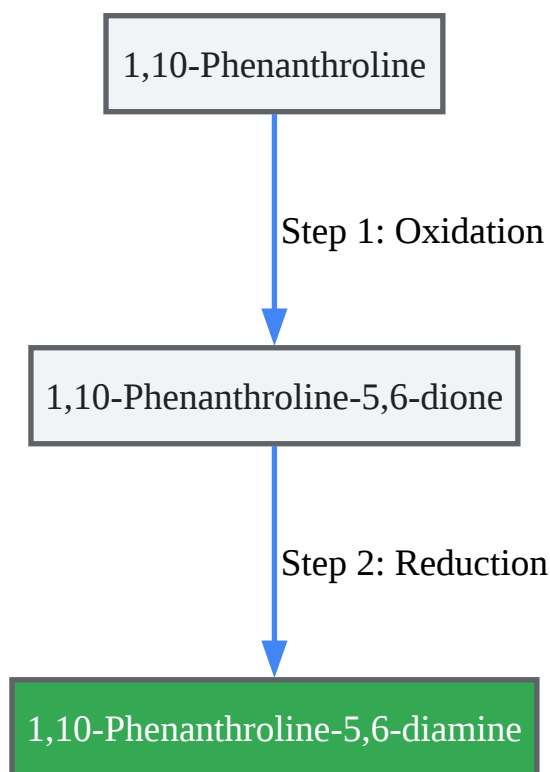 1,10-Phenanthroline
Step 1: Oxidation
1,10-Phenanthroline-5,6-dione
Step 2: Reduction
1,10-Phenanthroline-5,6-diamine